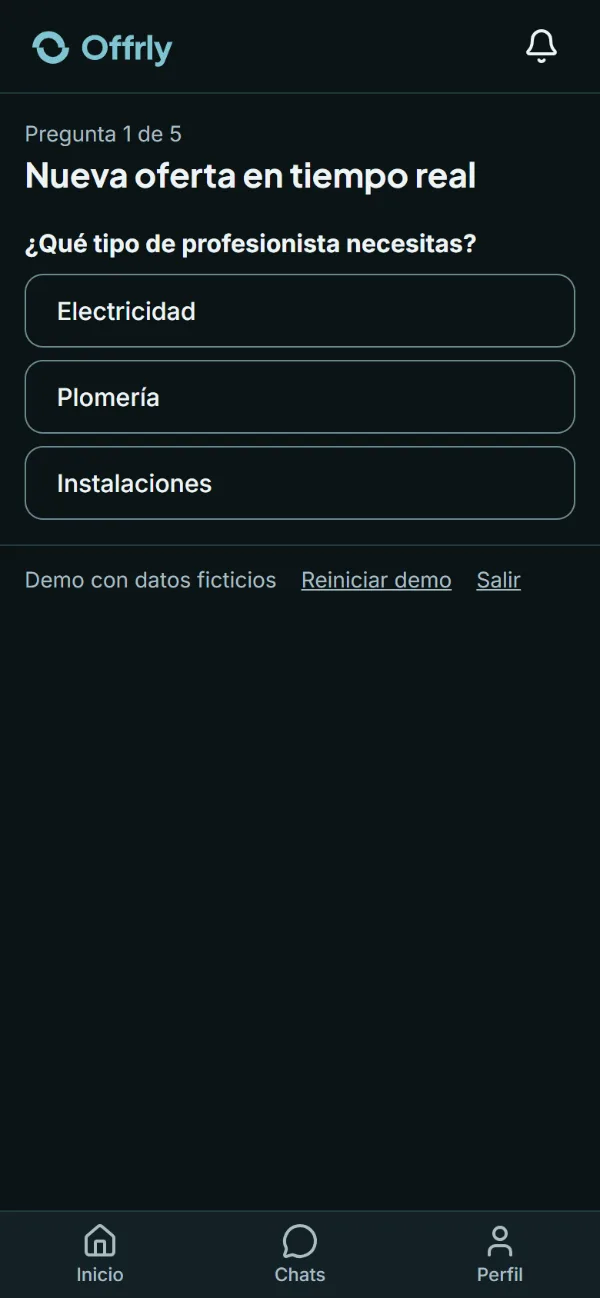 Offrly
Pregunta 1 de 5
Nueva oferta en tiempo real
¿Qué tipo de profesionista necesitas?
Electricidad
Plomería
Instalaciones
Demo con datos ficticios Reiniciar demo Salir
Inicio Chats Perfil